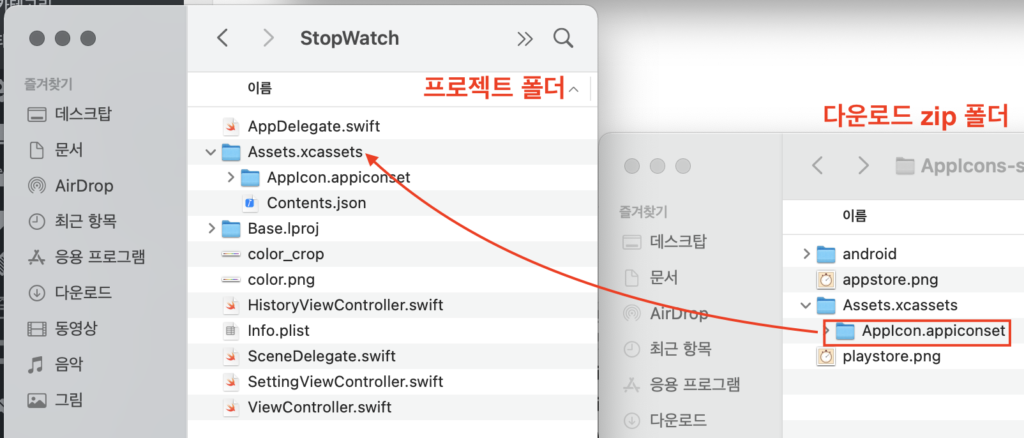 카테고리
StopWatch
즐겨찾기
데스크탑
문서
AirDrop
최근 항목
응용 프로그램
다운로드
동영상
음악
그림
이름
프로젝트 폴더
AppDelegate.swift
Assets.xcassets
AppIcon.appiconset
Contents.json
Base.lproj
color_crop
color.png
HistoryViewController.swift
Info.plist
SceneDelegate.swift
SettingViewController.swift
ViewController.swift
다운로드 zip 폴더
AppIcons-s
즐겨찾기
데스크탑
문서
AirDrop
최근 항목
응용 프로그램
다운로드
이름
android
appstore.png
Assets.xcassets
AppIcon.appiconset
playstore.png